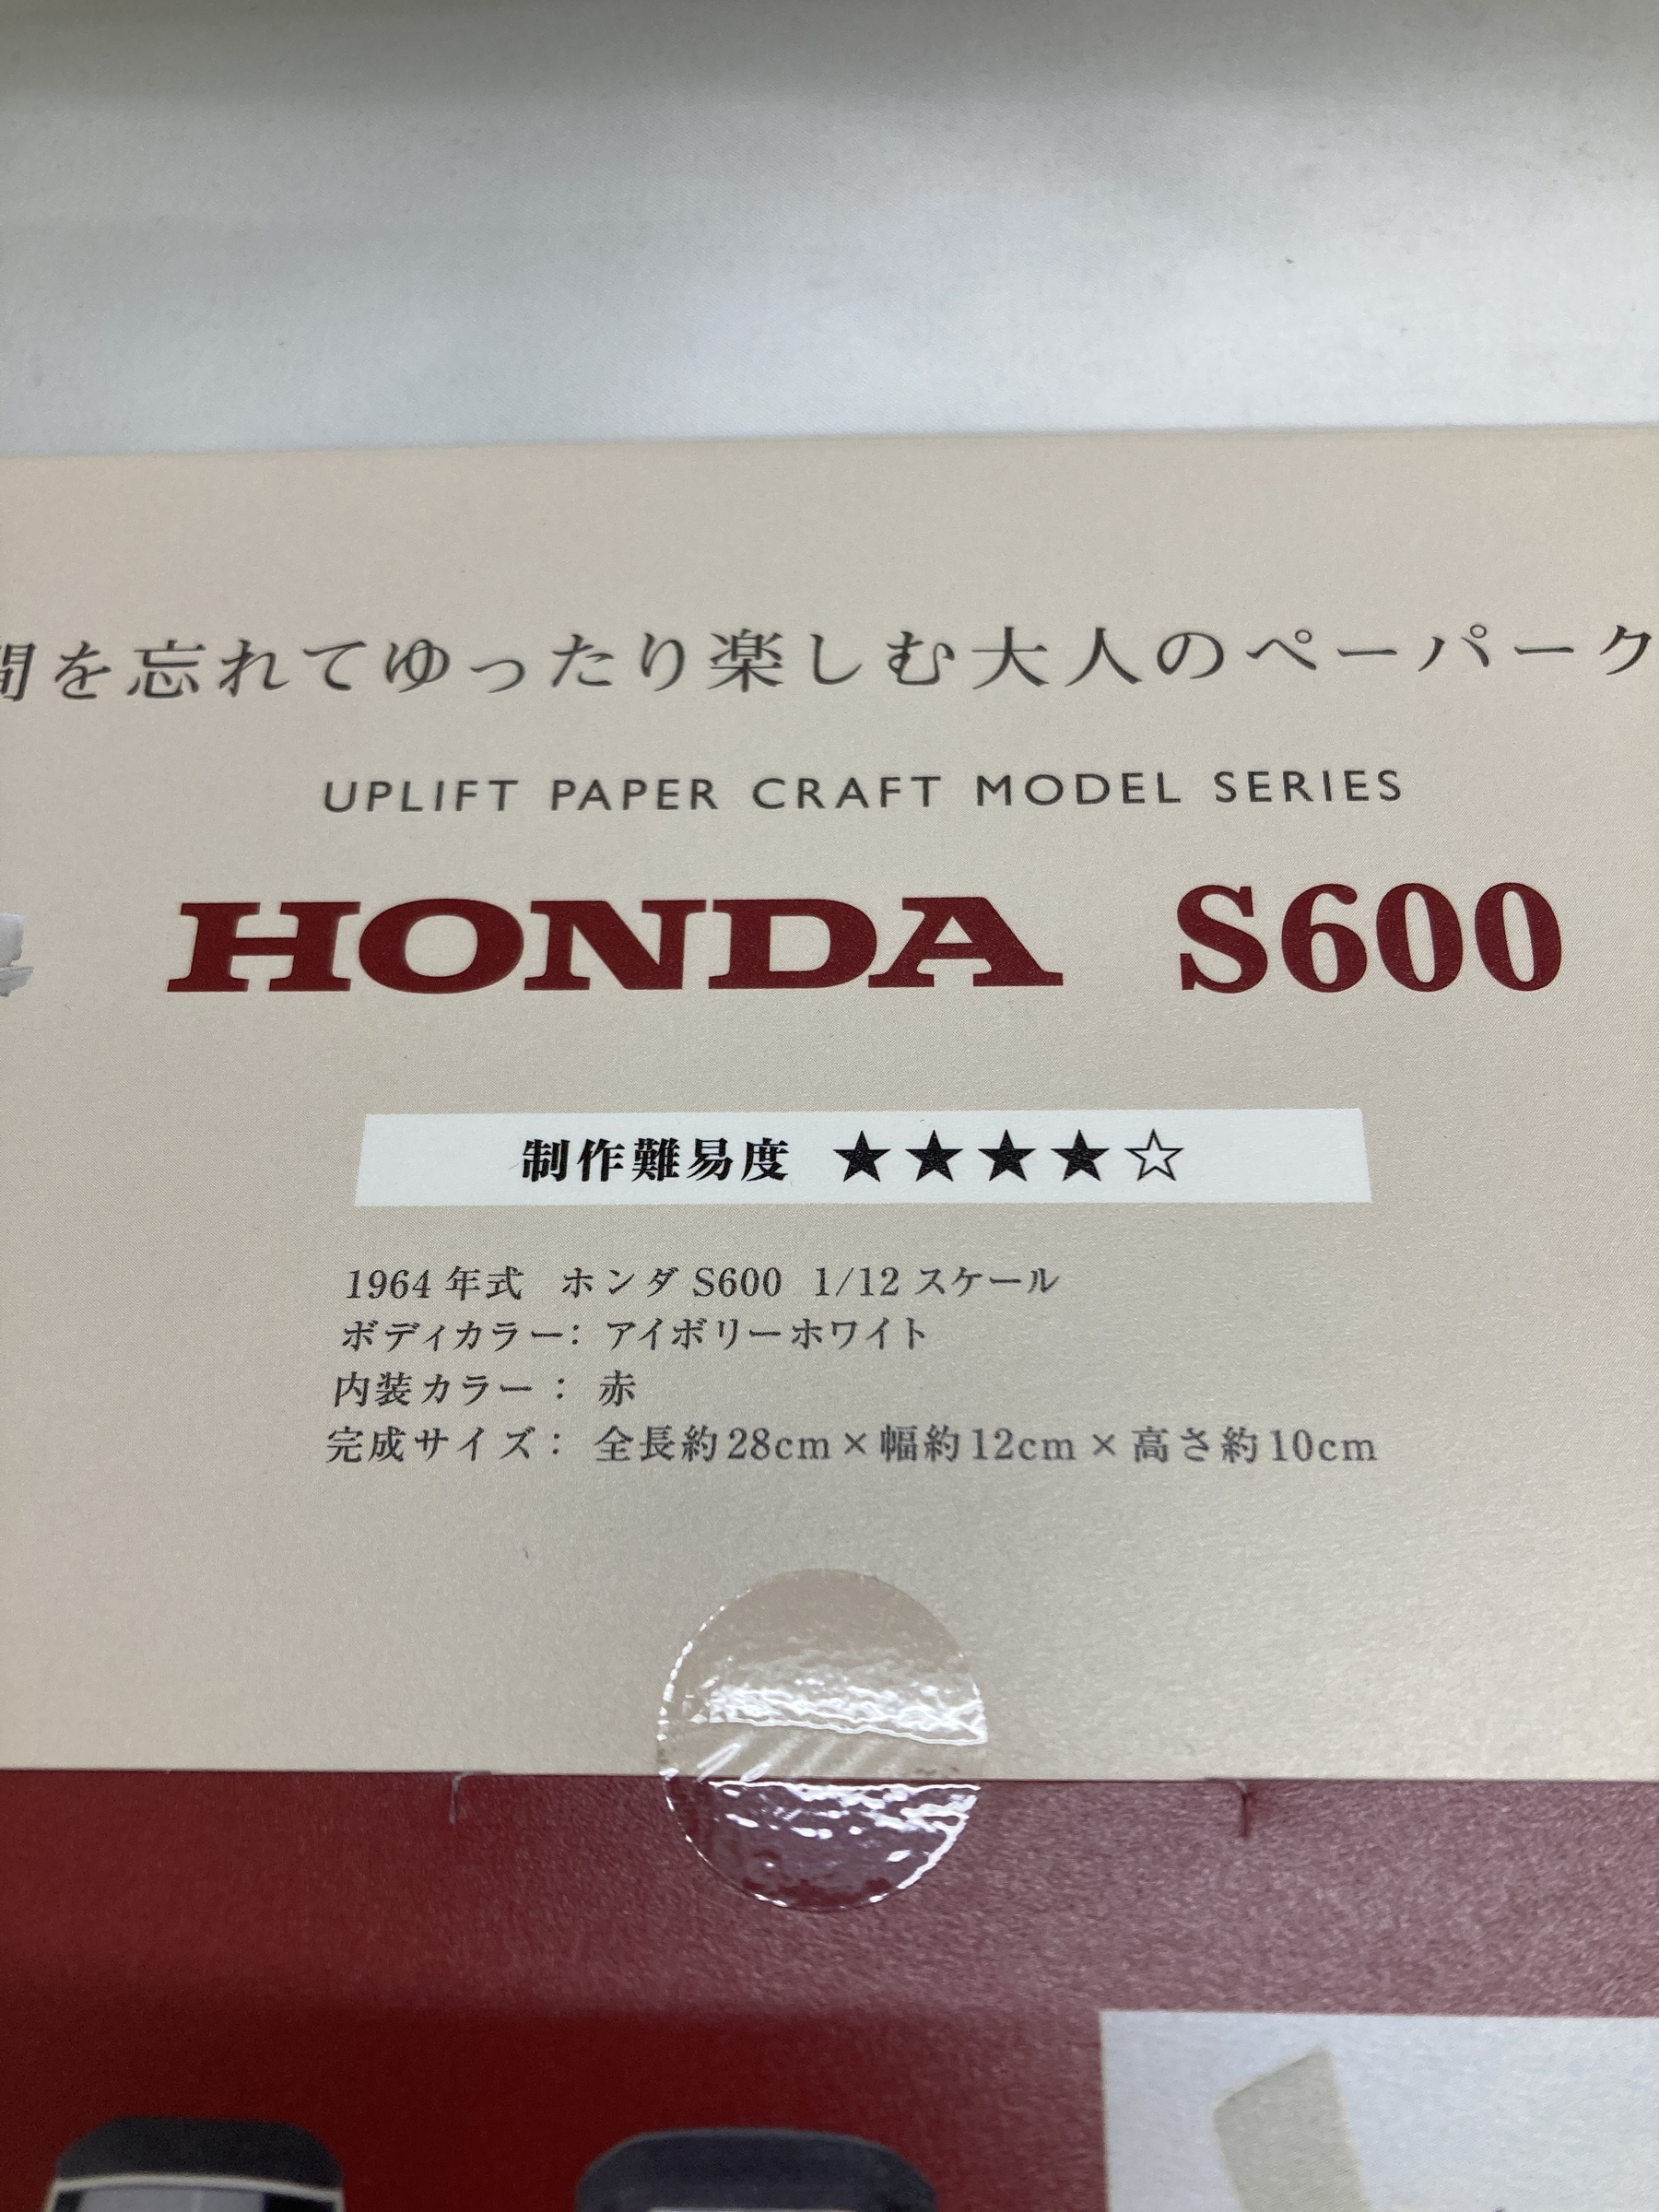 間を忘れてゆったり楽しむ大人のペーパーク
UPLIFT PAPER CRAFT MODEL SERIES
HONDA S600
制作難易度 ★★★★☆
1964年式 ホンダS600 1/12スケール
ボディカラー： アイボリーホワイト
内装カラー： 赤
完成サイズ： 全長約28cm×幅約12cm×高さ約10cm